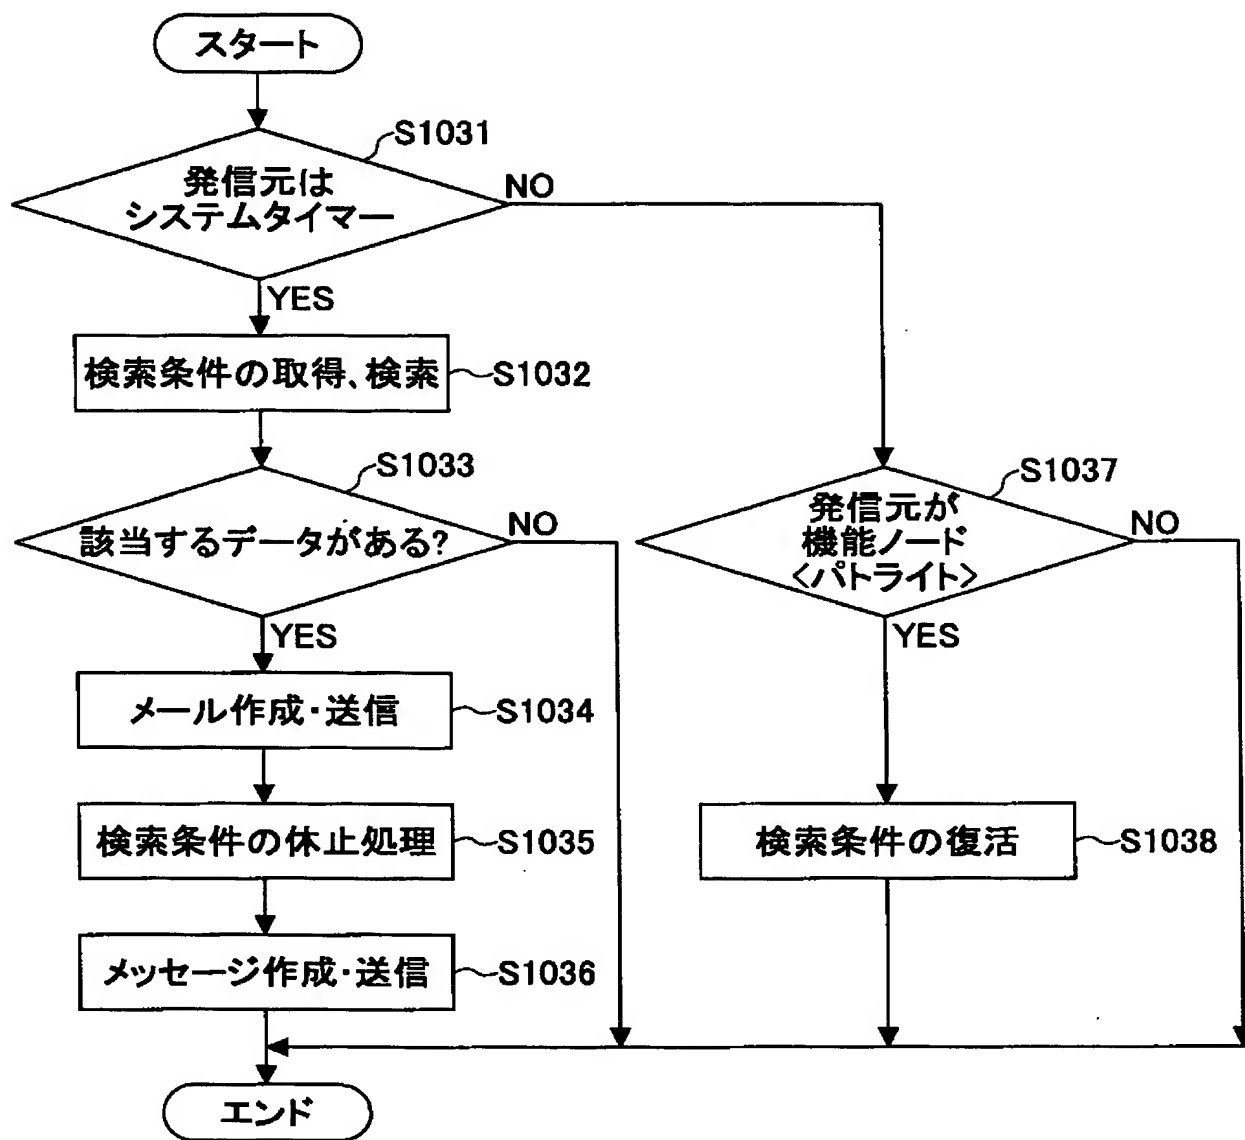 スタート
S1031
発信元は
システムタイマー
NO
YES
検索条件の取得、検索
S1032
S1033
該当するデータがある?
NO
YES
メール作成・送信
S1034
検索条件の休止処理
S1035
メッセージ作成・送信
S1036
S1037
発信元が
機能ノード
<パトライト>
NO
YES
検索条件の復活
S1038
エンド